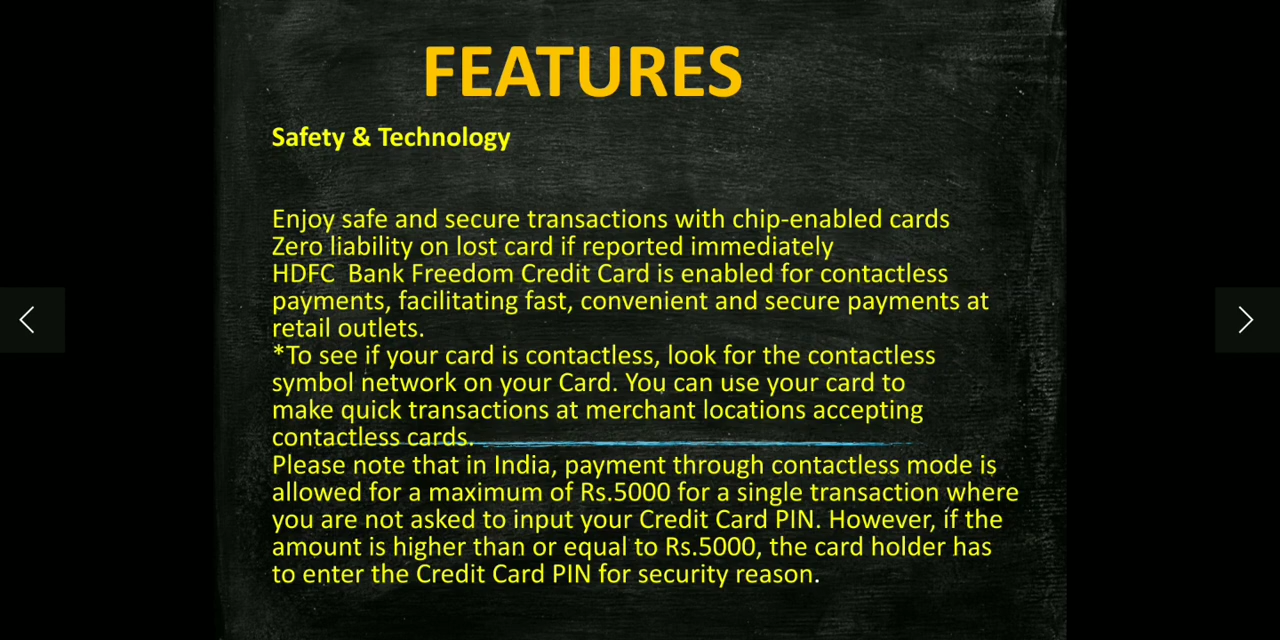 FEATURES
Safety & Technology
Enjoy safe and secure transactions with chip-enabled cards
Zero liability on lost card if reported immediately
HDFC  Bank Freedom Credit Card is enabled for contactless
payments, facilitating fast, convenient and secure payments at
retail outlets.
*To see if your card is contactless, look for the contactless
symbol network on your Card. You can use your card to
make quick transactions at merchant locations accepting
contactless cards.
Please note that in India, payment through contactless mode is
allowed for a maximum of Rs.5000 for a single transaction where
you are not asked to input your Credit Card PIN. However, if the
amount is higher than or equal to Rs.5000, the card holder has
to enter the Credit Card PIN for security reason.